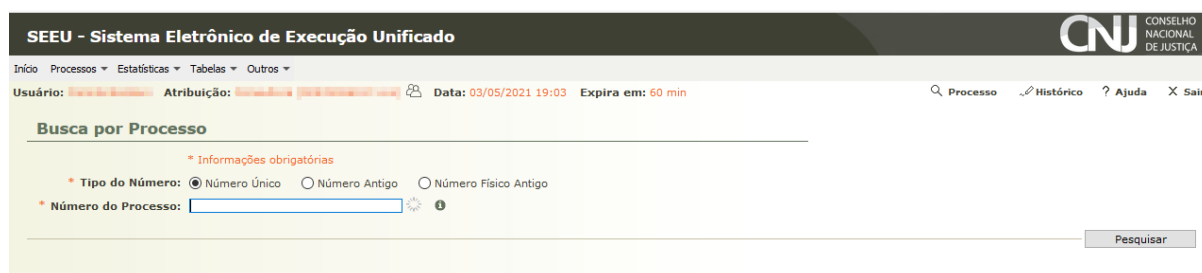 SEEU - Sistema Eletrônico de Execução Unificado
CNJ CONSELHO
NACIONAL
DE JUSTIÇA
Início Processos Estatísticas Tabelas Outros
Usuário: Atribuição: Data: 03/05/2021 19:03 Expira em: 60 min Processo Histórico ? Ajuda X Sair
Busca por Processo
* Informações obrigatórias
* Tipo do Número: Número Único Número Antigo Número Físico Antigo
* Número do Processo:
Pesquisar